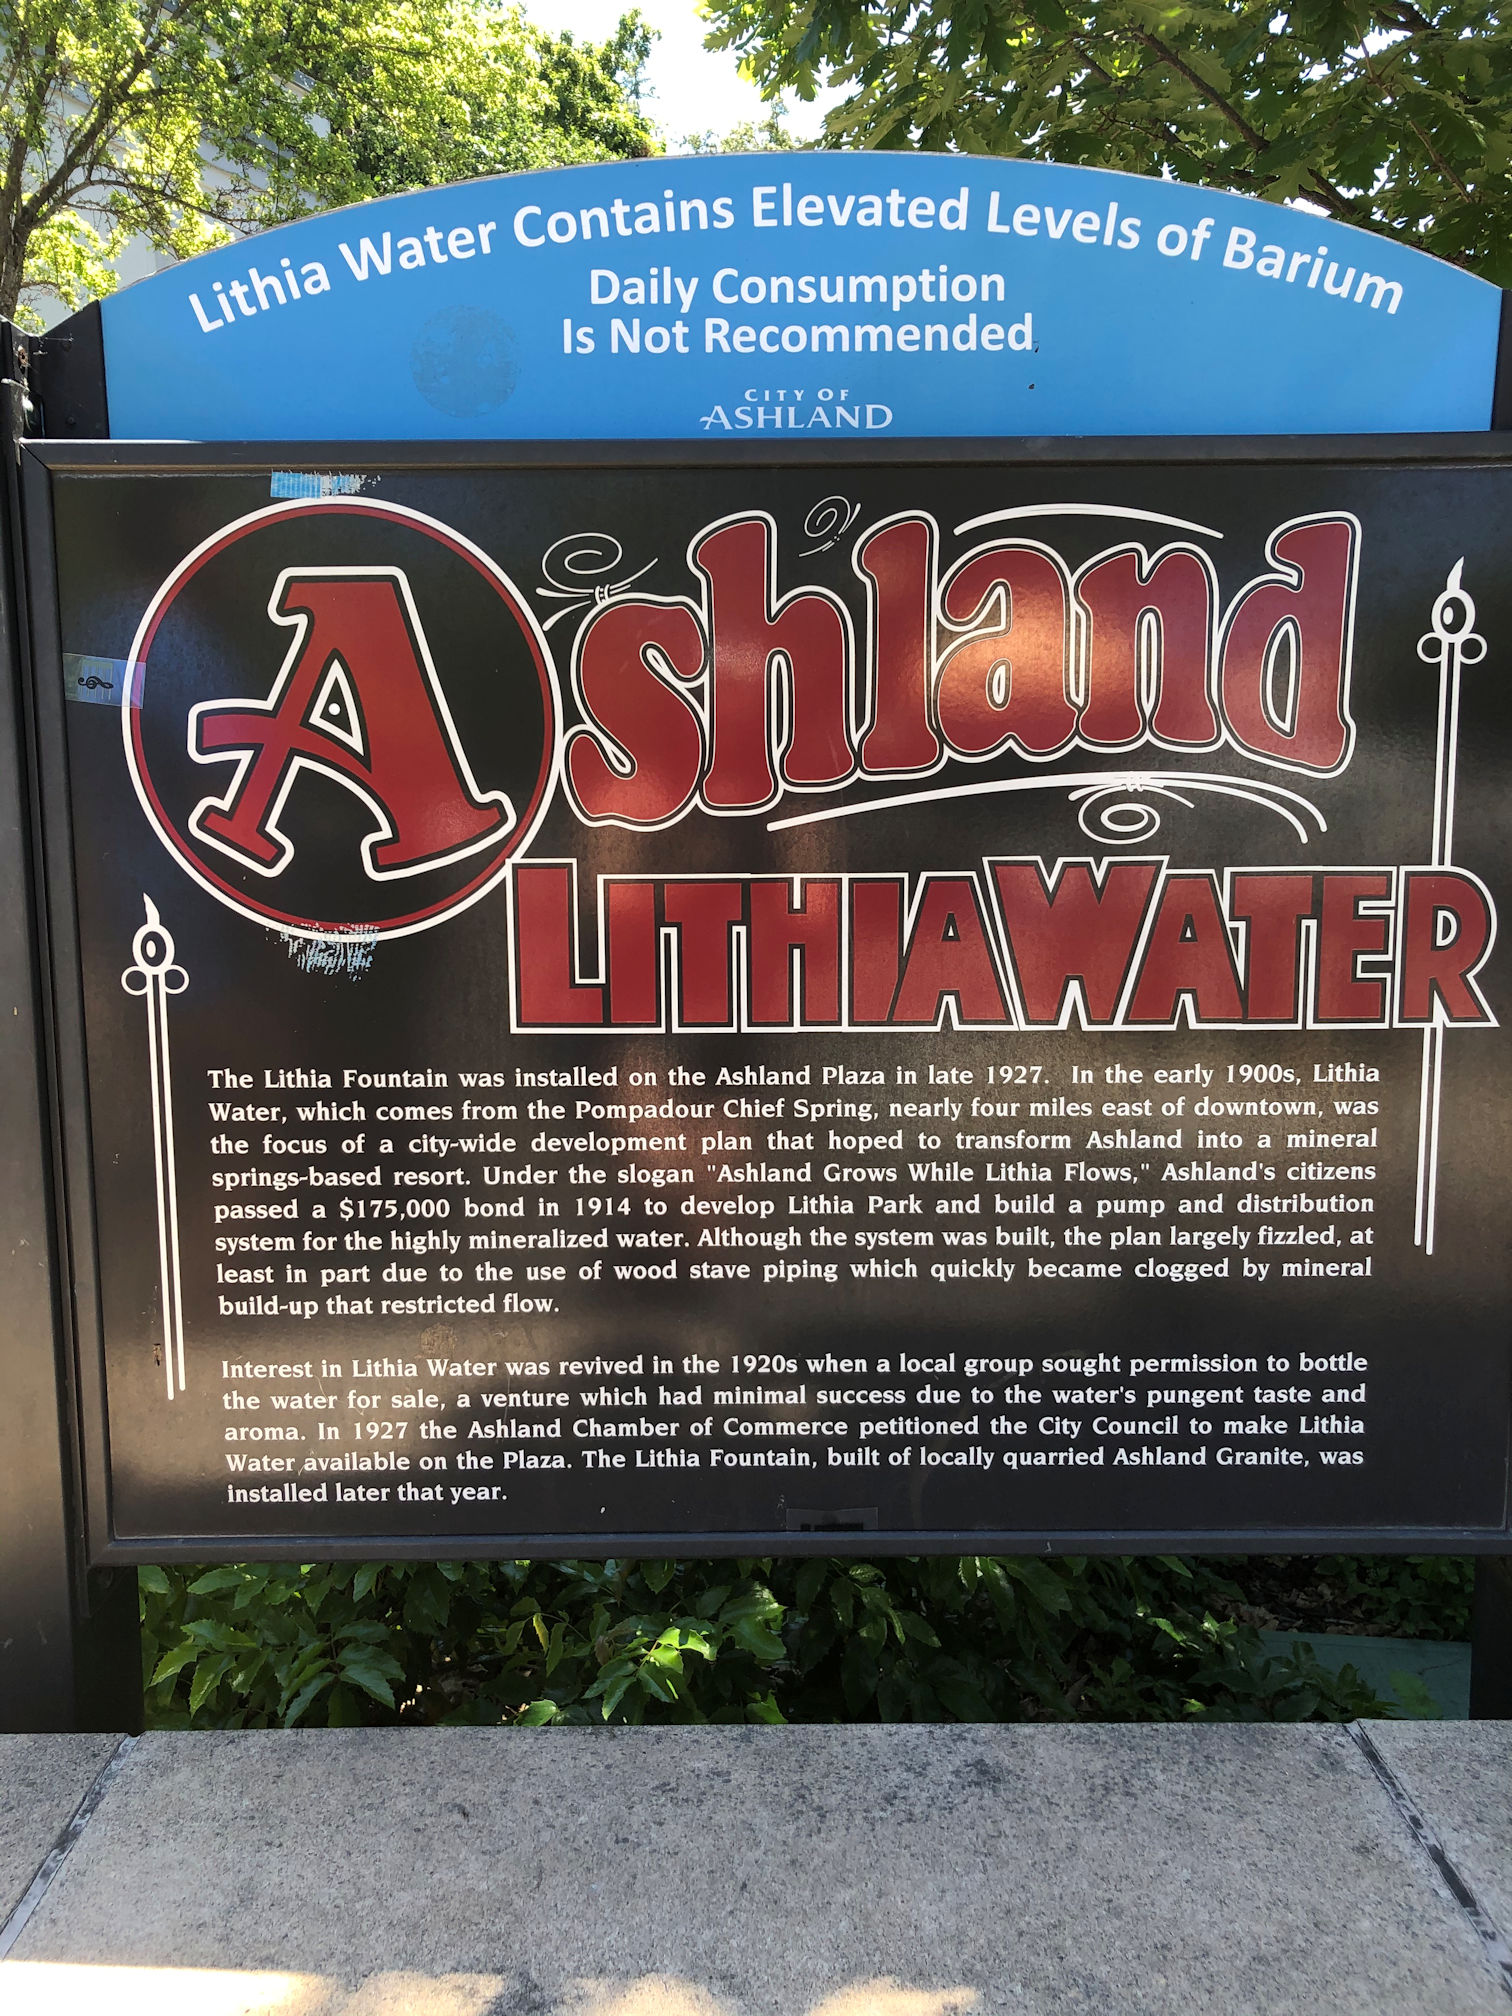 Lithia Water Contains Elevated Levels of Barium
Daily Consumption
Is Not Recommended
CITY OF
ASHLAND
A
Ashland
LITHIA WATER
The Lithia Fountain was installed on the Ashland Plaza in late 1927. In the early 1900s, Lithia
Water, which comes from the Pompadour Chief Spring, nearly four miles east of downtown, was
the focus of a city-wide development plan that hoped to transform Ashland into a mineral
springs-based resort. Under the slogan "Ashland Grows While Lithia Flows," Ashland's citizens
passed a $175,000 bond in 1914 to develop Lithia Park and build a pump and distribution
system for the highly mineralized water. Although the system was built, the plan largely fizzled, at
least in part due to the use of wood stave piping which quickly became clogged by mineral
build-up that restricted flow.
Interest in Lithia Water was revived in the 1920s when a local group sought permission to bottle
the water for sale, a venture which had minimal success due to the water's pungent taste and
aroma. In 1927 the Ashland Chamber of Commerce petitioned the City Council to make Lithia
Water available on the Plaza. The Lithia Fountain, built of locally quarried Ashland Granite, was
installed later that year.